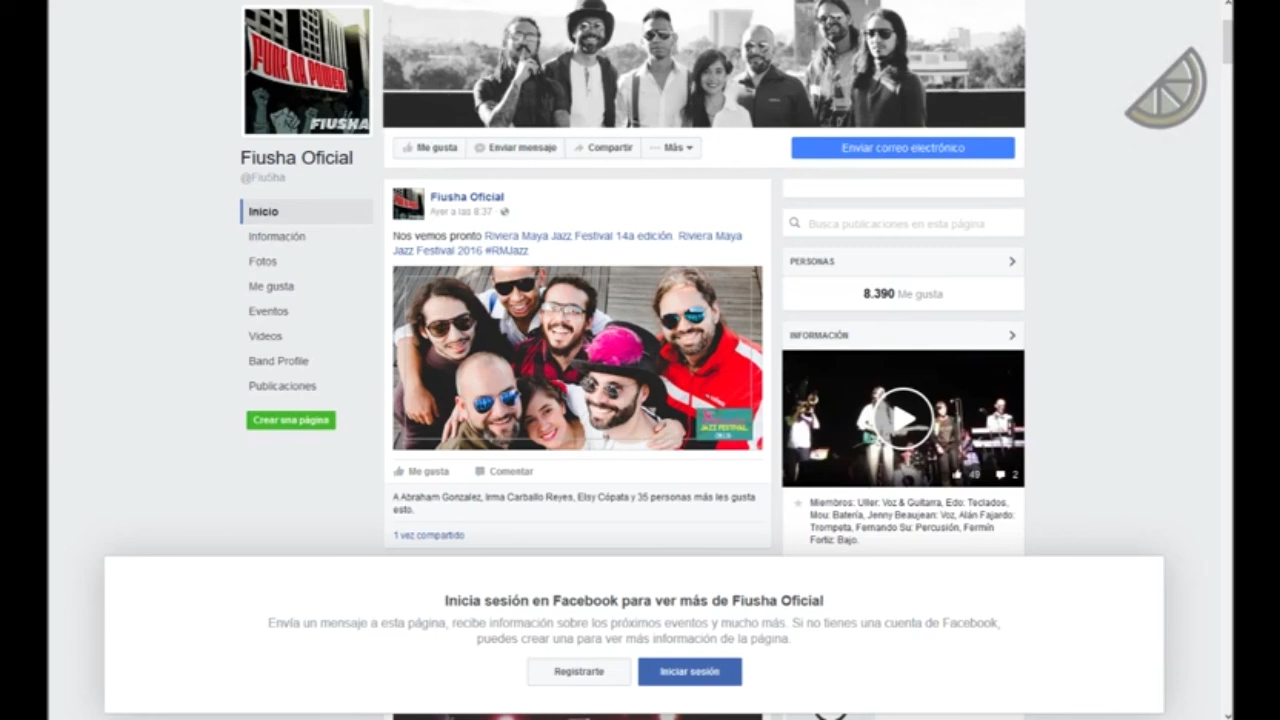 FUNK DA POWER
FIUSHA
Fiusha Oficial
@Fiu5ha
Inicio
Información
Fotos
Me gusta
Eventos
Videos
Band Profile
Publicaciones
Crear una página
Me gusta
Enviar mensaje
Compartir
Más
Enviar correo electrónico
Fiusha Oficial
Ayer a las 8:37
Nos vemos pronto Riviera Maya Jazz Festival 14a edición. Riviera Maya
Jazz Festival 2016 #RMJazz
JAZZ FESTIVAL
Me gusta
Comentar
A Abraham Gonzalez, Irma Carballo Reyes, Elsy Cópata y 35 personas más les gusta
esto.
1 vez compartido
Busca publicaciones en esta página
PERSONAS
8.390 Me gusta
INFORMACIÓN
49
2
Miembros: Uller: Voz & Guitarra, Edo: Teclados,
Mou: Batería, Jenny Beaujean: Voz, Alán Fajardo:
Trompeta, Fernando Su: Percusión, Fermín
Fortiz: Bajo.
Inicia sesión en Facebook para ver más de Fiusha Oficial
Envía un mensaje a esta página, recibe información sobre los próximos eventos y mucho más. Si no tienes una cuenta de Facebook,
puedes crear una para ver más información de la página.
Registrarte
Iniciar sesión